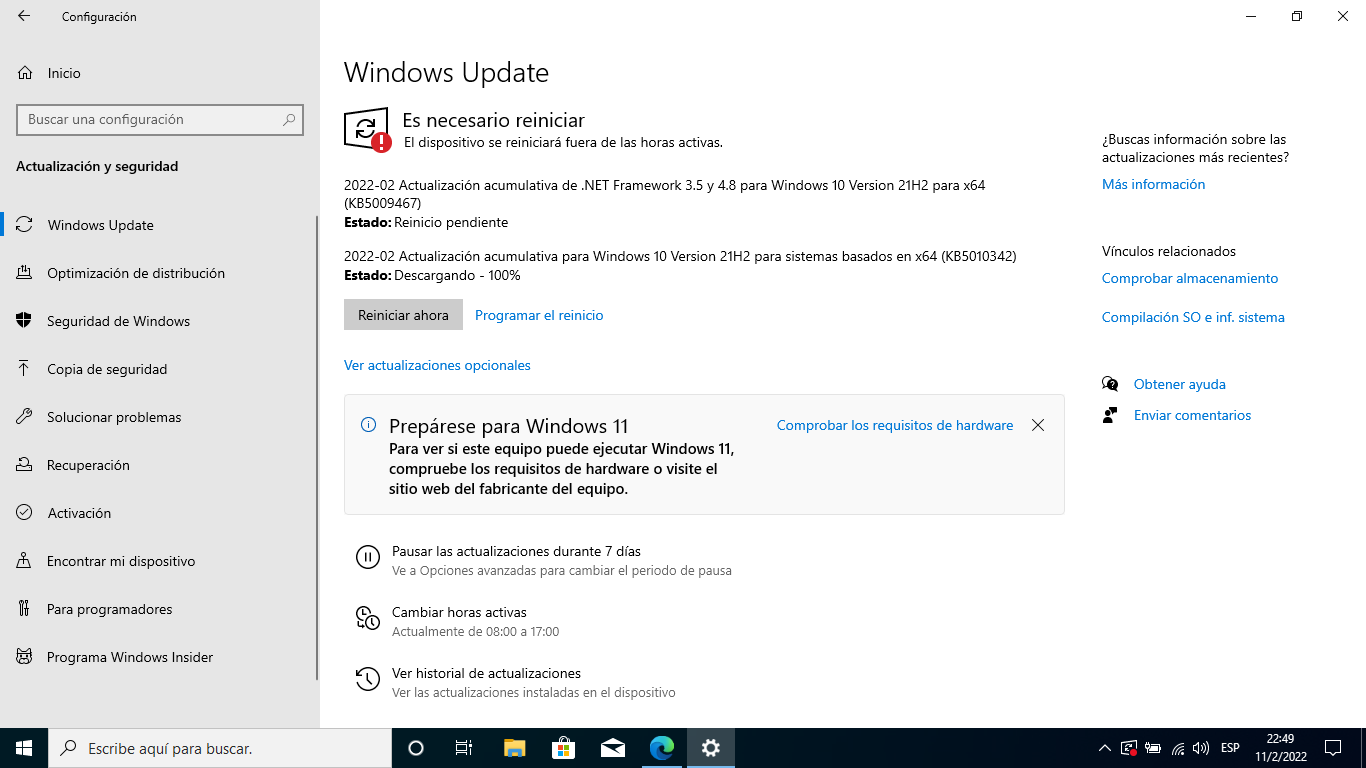 Configuración
Inicio
Buscar una configuración
Actualización y seguridad
Windows Update
Optimización de distribución
Seguridad de Windows
Copia de seguridad
Solucionar problemas
Recuperación
Activación
Encontrar mi dispositivo
Para programadores
Programa Windows Insider
Windows Update
Es necesario reiniciar
El dispositivo se reiniciará fuera de las horas activas.
2022-02 Actualización acumulativa de .NET Framework 3.5 y 4.8 para Windows 10 Version 21H2 para x64
(KB5009467)
Estado: Reinicio pendiente
2022-02 Actualización acumulativa para Windows 10 Version 21H2 para sistemas basados en x64 (KB5010342)
Estado: Descargando - 100%
Reiniciar ahora Programar el reinicio
Ver actualizaciones opcionales
Prepárese para Windows 11
Para ver si este equipo puede ejecutar Windows 11,
compruebe los requisitos de hardware o visite el
sitio web del fabricante del equipo.
Comprobar los requisitos de hardware
Pausar las actualizaciones durante 7 días
Ve a Opciones avanzadas para cambiar el periodo de pausa
Cambiar horas activas
Actualmente de 08:00 a 17:00
Ver historial de actualizaciones
Ver las actualizaciones instaladas en el dispositivo
¿Buscas información sobre las
actualizaciones más recientes?
Más información
Vínculos relacionados
Comprobar almacenamiento
Compilación SO e inf. sistema
Obtener ayuda
Enviar comentarios
Escribe aquí para buscar.
ESP
22:49
11/2/2022